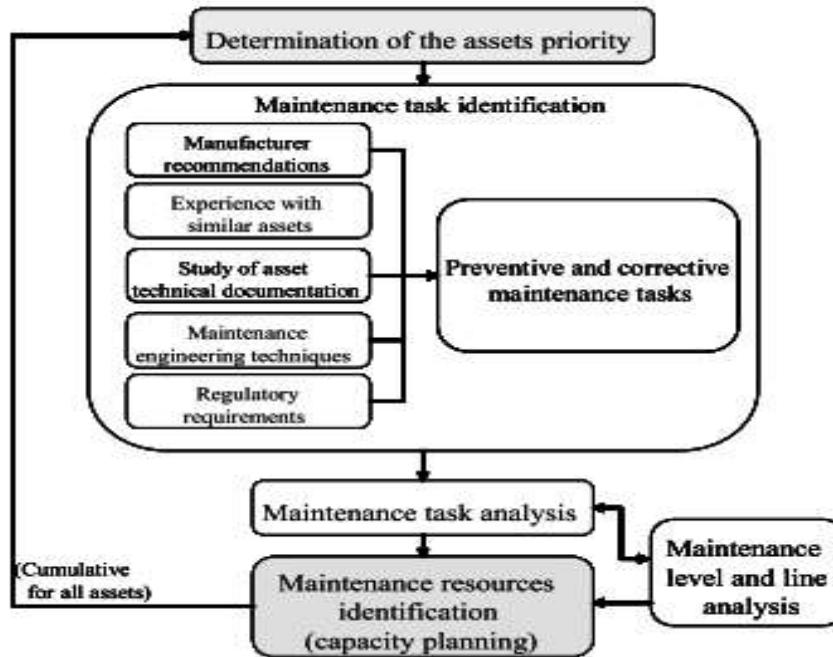 Determination of the assets priority
Maintenance task identification
Manufacturer
recommendations
Experience with
similar assets
Study of asset
technical documentation
Maintenance
engineering techniques
Regulatory
requirements
Preventive and corrective
maintenance tasks
Maintenance task analysis
Maintenance
level and line
analysis
(Cumulative
for all assets)
Maintenance resources
identification
(capacity planning)